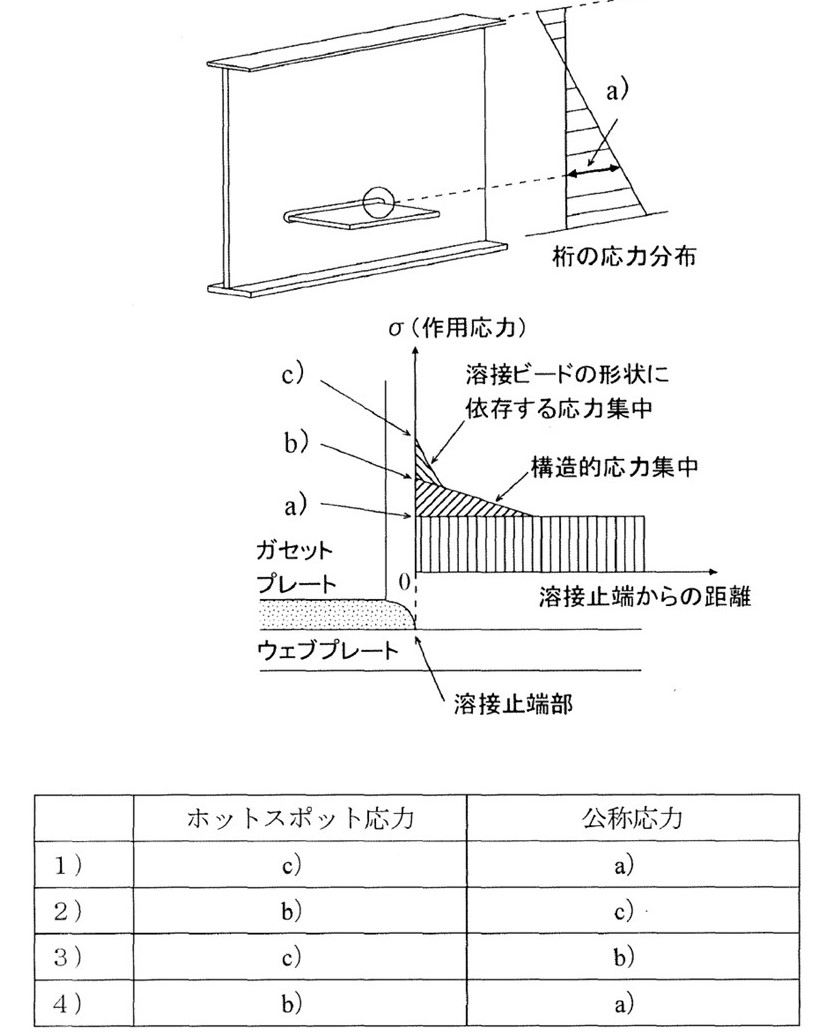 a)
桁の応力分布
σ(作用応力)
c)
溶接ビードの形状に
依存する応力集中
b)
構造的応力集中
a)
ガセット
プレート
0
溶接止端からの距離
ウェブプレート
溶接止端部
ホットスポット応力 公称応力
1) c) a)
2) b) c)
3) c) b)
4) b) a)